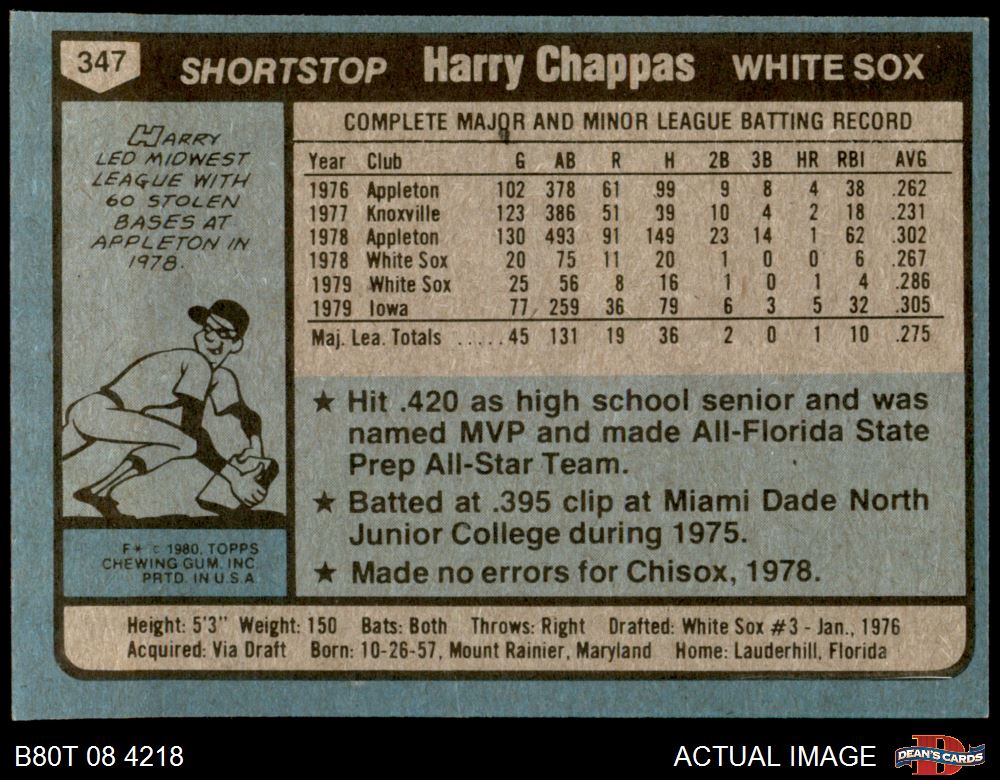 347 SHORTSTOP Harry Chappas WHITE SOX
HARRY
LED MIDWEST
LEAGUE WITH
60 STOLEN
BASES AT
APPLETON IN
1978.
F* © 1980, TOPPS
CHEWING GUM, INC.
PRTD. IN U.S.A.
COMPLETE MAJOR AND MINOR LEAGUE BATTING RECORD
Year Club G AB R H 2B 3B HR RBI AVG
1976 Appleton 102 378 61 99 9 8 4 38 .262
1977 Knoxville 123 386 51 39 10 4 2 18 .231
1978 Appleton 130 493 91 149 23 14 1 62 .302
1978 White Sox 20 75 11 20 1 0 0 6 .267
1979 White Sox 25 56 8 16 1 0 1 4 .286
1979 Iowa 77 259 36 79 6 3 5 32 .305
Maj. Lea. Totals .....45 131 19 36 2 0 1 10 .275
★ Hit .420 as high school senior and was
named MVP and made All-Florida State
Prep All-Star Team.
★ Batted at .395 clip at Miami Dade North
Junior College during 1975.
★ Made no errors for Chisox, 1978.
Height: 5'3" Weight: 150 Bats: Both Throws: Right Drafted: White Sox #3 - Jan., 1976
Acquired: Via Draft Born: 10-26-57, Mount Rainier, Maryland Home: Lauderhill, Florida
B80T 08 4218 ACTUAL IMAGE DEAN'S CARDS